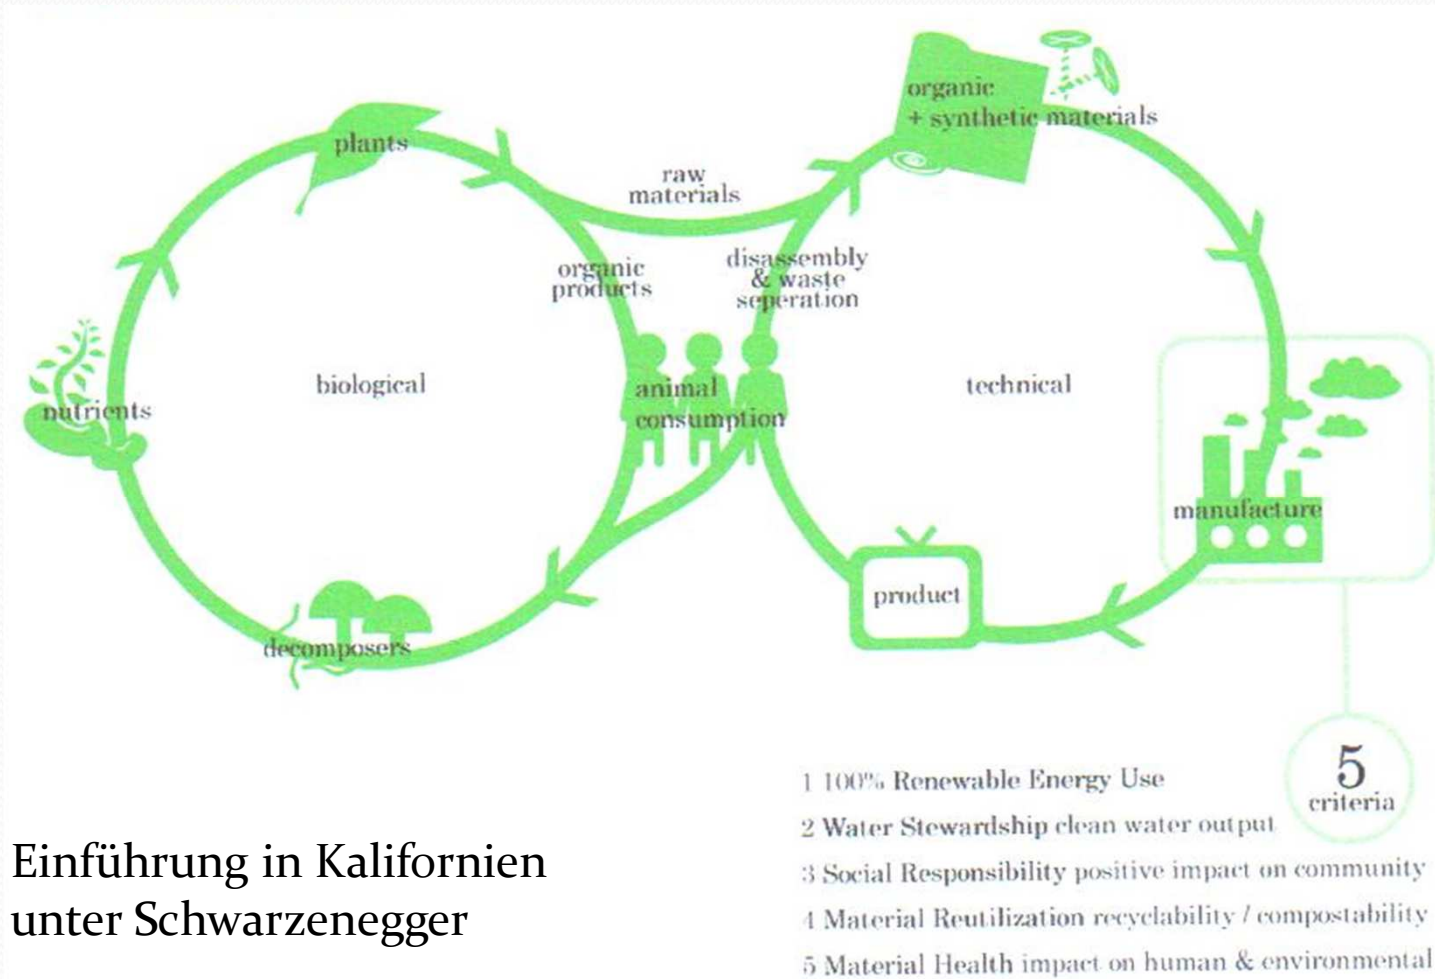 organic
+ synthetic materials
plants
raw
materials
organic
products
disassembly
& waste
seperation
biological
technical
animal
consumption
nutrients
manufacture
product
decomposers
5
criteria
1 100% Renewable Energy Use
2 Water Stewardship clean water output
3 Social Responsibility positive impact on community
4 Material Reutilization recyclability / compostability
5 Material Health impact on human & environmental
Einführung in Kalifornien
unter Schwarzenegger